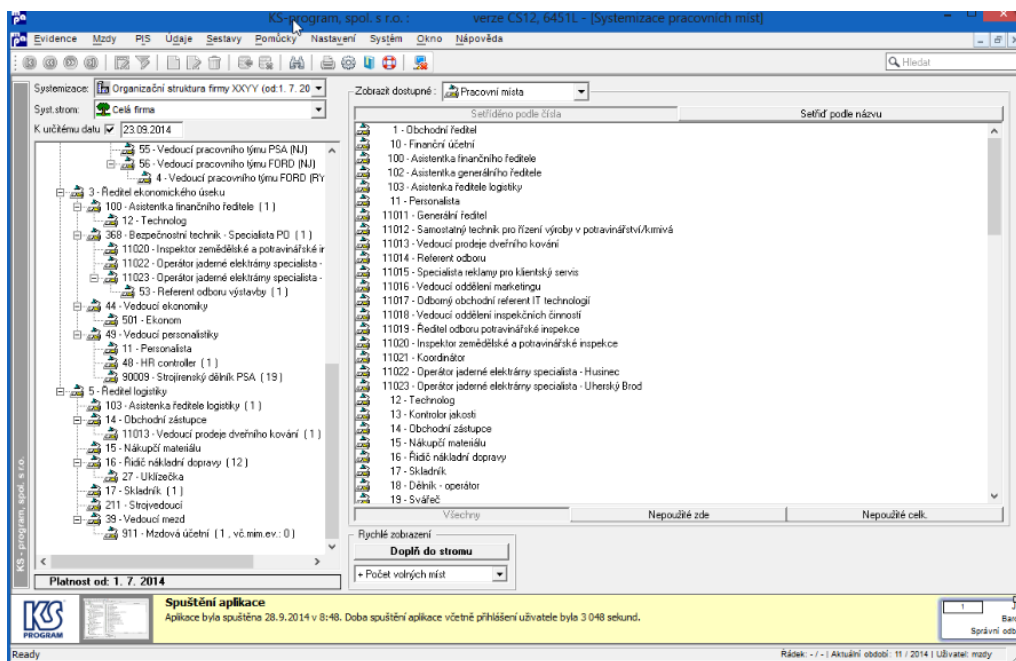 KS-program, spol. s r.o. : verze CS12, 6451L - [Systemizace pracovních míst]
Evidence Mzdy PIS Údaje Sestavy Pomůcky Nastavení Systém Okno Nápověda
Hledat
Systemizace: Organizační struktura firmy XXYY (od:1. 7. 20
Syst.strom: Celá firma
K určitému datu 23.09.2014
55 - Vedoucí pracovního týmu PSA (NJ)
56 - Vedoucí pracovního týmu FORD (NJ)
4 - Vedoucí pracovního týmu FORD (RY
3 - Ředitel ekonomického úseku
100 - Asistentka finančního ředitele ( 1 )
12 - Technolog
368 - Bezpečnostní technik - Specialista PO ( 1 )
11020 - Inspektor zemědělské a potravinářské ir
11022 - Operátor jaderné elektrárny specialista -
11023 - Operátor jaderné elektrárny specialista -
53 - Referent odboru výstavby ( 1 )
44 - Vedoucí ekonomiky
501 - Ekonom
49 - Vedoucí personalistiky
11 - Personalista
48 - HR controller ( 1 )
90009 - Strojírenský dělník PSA ( 19 )
5 - Ředitel logistiky
103 - Asistenka ředitele logistiky ( 1 )
14 - Obchodní zástupce
11013 - Vedoucí prodeje dveřního kování ( 1 )
15 - Nákupčí materiálu
16 - Řidič nákladní dopravy ( 12 )
27 - Uklízečka
17 - Skladník ( 1 )
211 - Strojvedoucí
39 - Vedoucí mezd
911 - Mzdová účetní ( 1 , vč.mim.ev.: 0 )
Platnost od: 1. 7. 2014
KS - program, spol. s r.o.
Zobrazit dostupné : Pracovní místa
Setříděno podle čísla Setřiď podle názvu
1 - Obchodní ředitel
10 - Finanční účetní
100 - Asistentka finančního ředitele
102 - Asistentka generálního ředitele
103 - Asistenka ředitele logistiky
11 - Personalista
11011 - Generální ředitel
11012 - Samostatný technik pro řízení výroby v potravinářství/krmivá
11013 - Vedoucí prodeje dveřního kování
11014 - Referent odboru
11015 - Specialista reklamy pro klientský servis
11016 - Vedoucí oddělení marketingu
11017 - Odborný obchodní referent IT technologií
11018 - Vedoucí oddělení inspekčních činností
11019 - Ředitel odboru potravinářské inspekce
11020 - Inspektor zemědělské a potravinářské inspekce
11021 - Koordinátor
11022 - Operátor jaderné elektrárny specialista - Husinec
11023 - Operátor jaderné elektrárny specialista - Uherský Brod
12 - Technolog
13 - Kontrolor jakosti
14 - Obchodní zástupce
15 - Nákupčí materiálu
16 - Řidič nákladní dopravy
17 - Skladník
18 - Dělník - operátor
19 - Svářeč
Všechny Nepoužité zde Nepoužité celk.
Rychlé zobrazení
Doplň do stromu
+ Počet volných míst
KS PROGRAM
Spuštění aplikace
Aplikace byla spuštěna 28.9.2014 v 8:48. Doba spuštění aplikace včetně přihlášení uživatele byla 3 048 sekund.
1
Správní odb
Ready
Řádek: - / - | Aktuální období: 11 / 2014 | Uživatel: mzdy